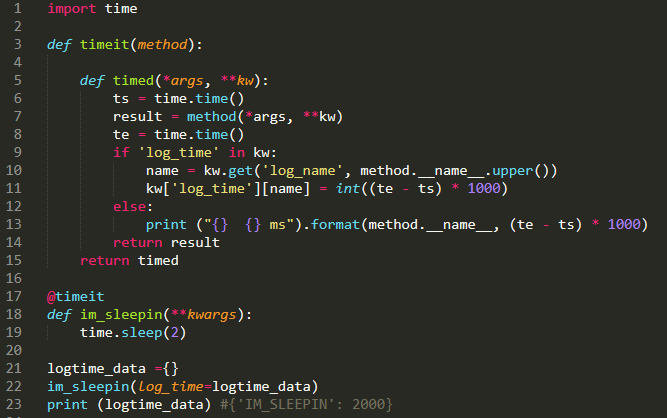 1 import time
2
3 def timeit(method):
4
5     def timed(*args, **kw):
6         ts = time.time()
7         result = method(*args, **kw)
8         te = time.time()
9         if 'log_time' in kw:
10             name = kw.get('log_name', method.__name__.upper())
11             kw['log_time'][name] = int((te - ts) * 1000)
12         else:
13             print ("{}  {} ms").format(method.__name__, (te - ts) * 1000)
14         return result
15     return timed
16
17 @timeit
18 def im_sleepin(**kwargs):
19     time.sleep(2)
20
21 logtime_data ={}
22 im_sleepin(log_time=logtime_data)
23 print (logtime_data) #{'IM_SLEEPIN': 2000}